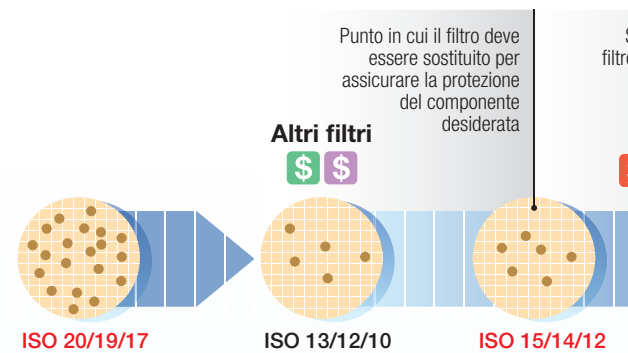 Punto in cui il filtro deve
essere sostituito per
assicurare la protezione
del componente
desiderata
Altri filtri
$ $
ISO 20/19/17
ISO 13/12/10
ISO 15/14/12